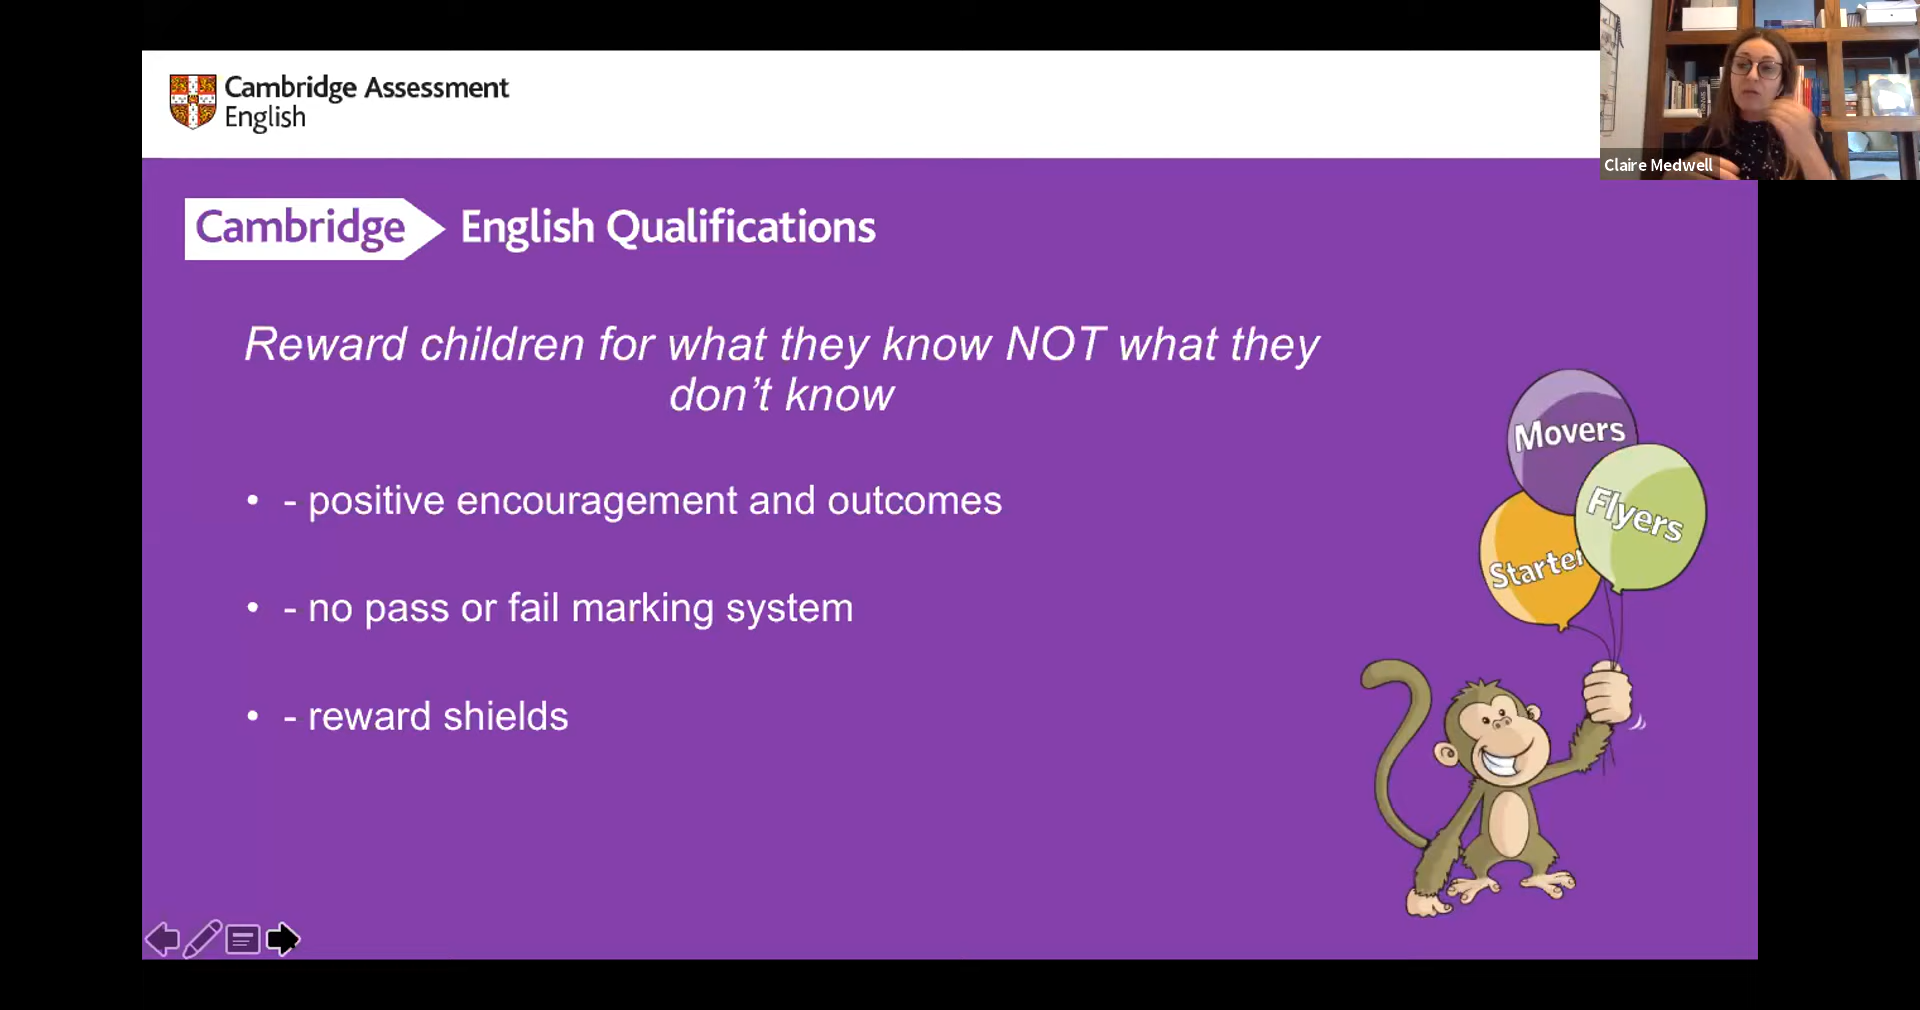 Cambridge Assessment
English
Claire Medwell
Cambridge English Qualifications
Reward children for what they know NOT what they
don't know
• - positive encouragement and outcomes
• - no pass or fail marking system
• - reward shields
Movers
Flyers
Starter